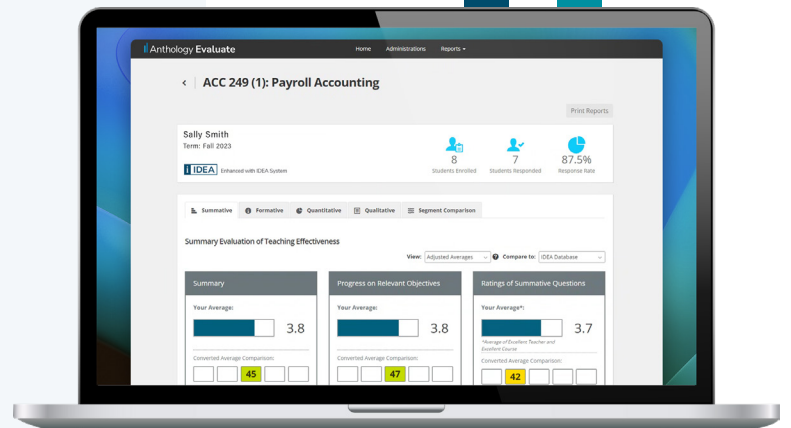 Anthology Evaluate
Home Administrations Reports
ACC 249 (1): Payroll Accounting
Print Reports
Sally Smith
Term: Fall 2023
IDEA Enhanced with IDEA System
8
Students Enrolled
7
Students Responded
87.5%
Response Rate
Summative Formative Quantitative Qualitative Segment Comparison
Summary Evaluation of Teaching Effectiveness
View: Adjusted Averages Compare to: IDEA Database
Summary
Your Average:
3.8
Converted Average Comparison:
45
Progress on Relevant Objectives
Your Average:
3.8
Converted Average Comparison:
47
Ratings of Summative Questions
Your Average*:
3.7
*Average of Excellent Teacher and
Excellent Course
Converted Average Comparison:
42